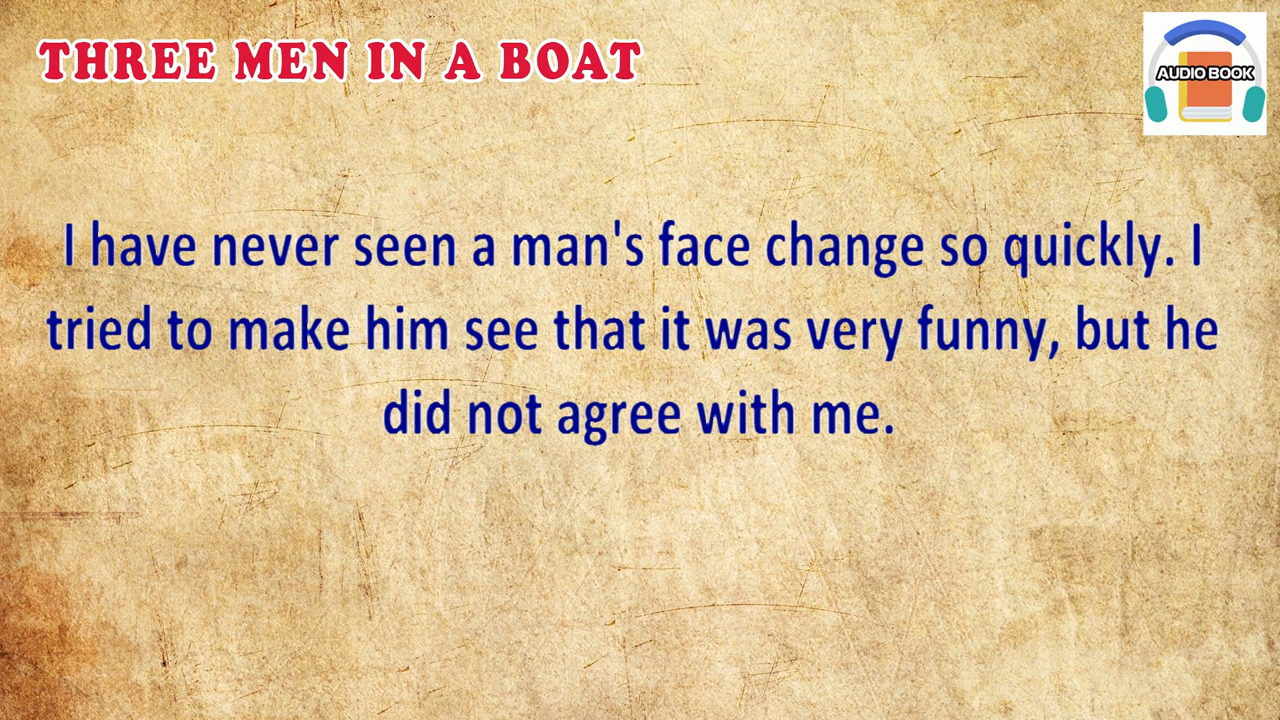 THREE MEN IN A BOAT
AUDIO BOOK
I have never seen a man's face change so quickly. I
tried to make him see that it was very funny, but he
did not agree with me.